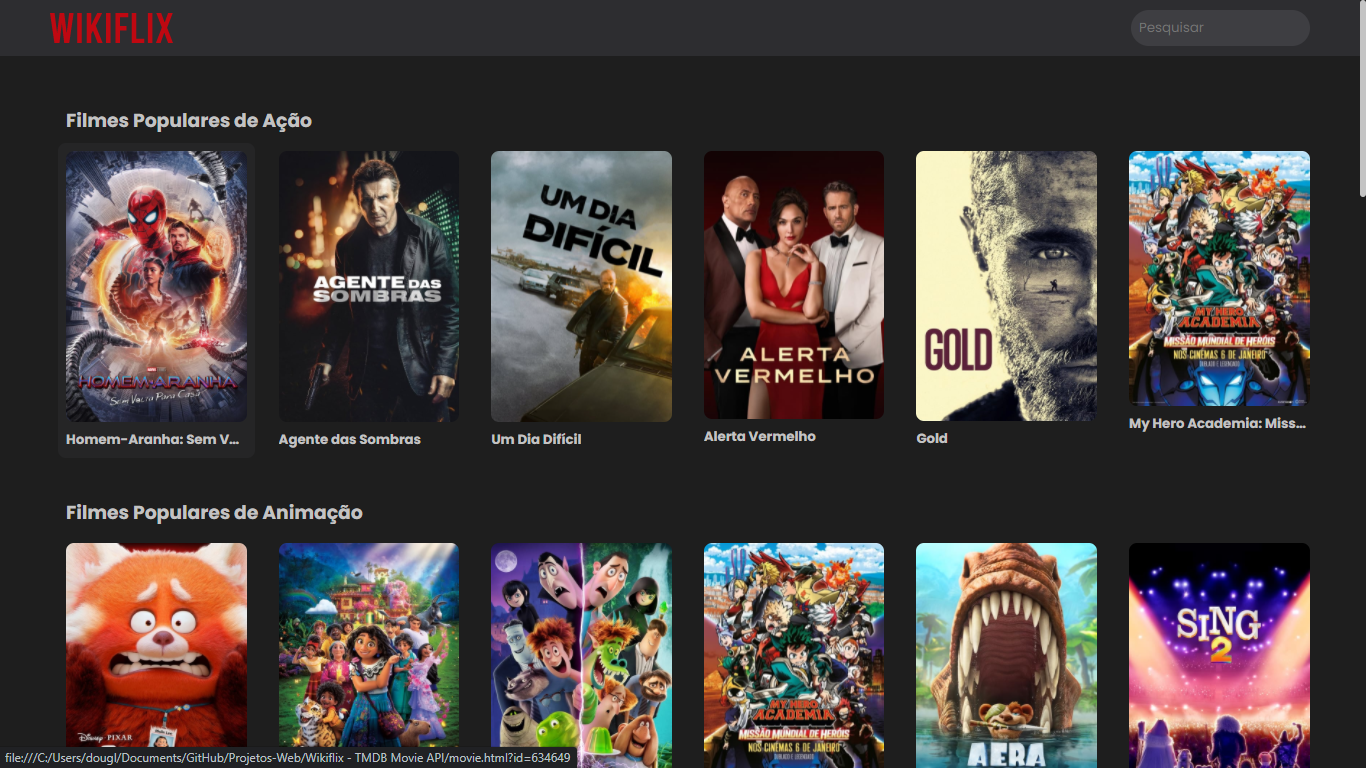 WIKIFLIX
Pesquisar
Filmes Populares de Ação
AGENTE DAS
SOMBRAS
UM DIA
DIFÍCIL
ALERTA
VERMELHO
GOLD
MY HERO
ACADEMIA
MISSÃO MUNDIAL DE HERÓIS
NOS CINEMAS 6 DE JANEIRO
HOMEM-ARANHA
Sem Volta Para Casa
Homem-Aranha: Sem V...
Agente das Sombras
Um Dia Difícil
Alerta Vermelho
Gold
My Hero Academia: Miss...
Filmes Populares de Animação
SING
2
Disney PIXAR
MY HERO
ACADEMIA
MISSÃO MUNDIAL DE HERÓIS
NOS CINEMAS 6 DE JANEIRO
A ERA
file:///C:/Users/dougl/Documents/GitHub/Projetos-Web/Wikiflix - TMDB Movie API/movie.html?id=634649